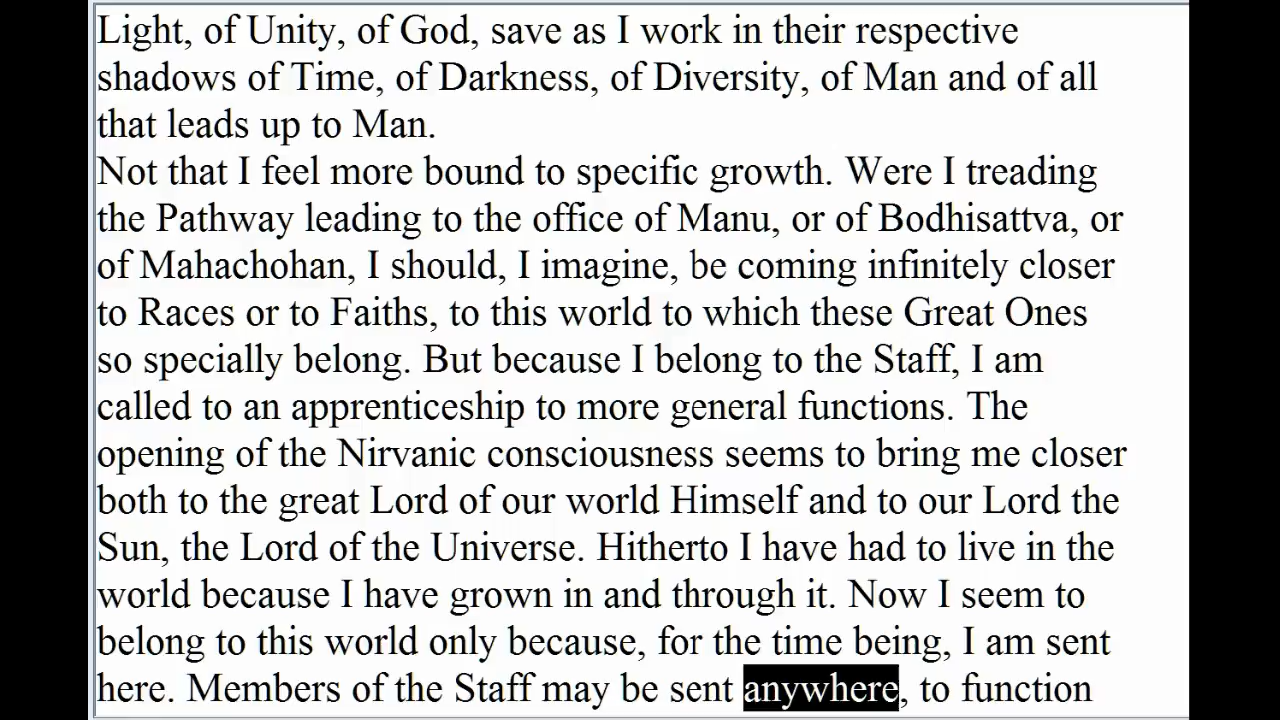 Light, of Unity, of God, save as I work in their respective
shadows of Time, of Darkness, of Diversity, of Man and of all
that leads up to Man.
Not that I feel more bound to specific growth. Were I treading
the Pathway leading to the office of Manu, or of Bodhisattva, or
of Mahachohan, I should, I imagine, be coming infinitely closer
to Races or to Faiths, to this world to which these Great Ones
so specially belong. But because I belong to the Staff, I am
called to an apprenticeship to more general functions. The
opening of the Nirvanic consciousness seems to bring me closer
both to the great Lord of our world Himself and to our Lord the
Sun, the Lord of the Universe. Hitherto I have had to live in the
world because I have grown in and through it. Now I seem to
belong to this world only because, for the time being, I am sent
here. Members of the Staff may be sent anywhere, to function